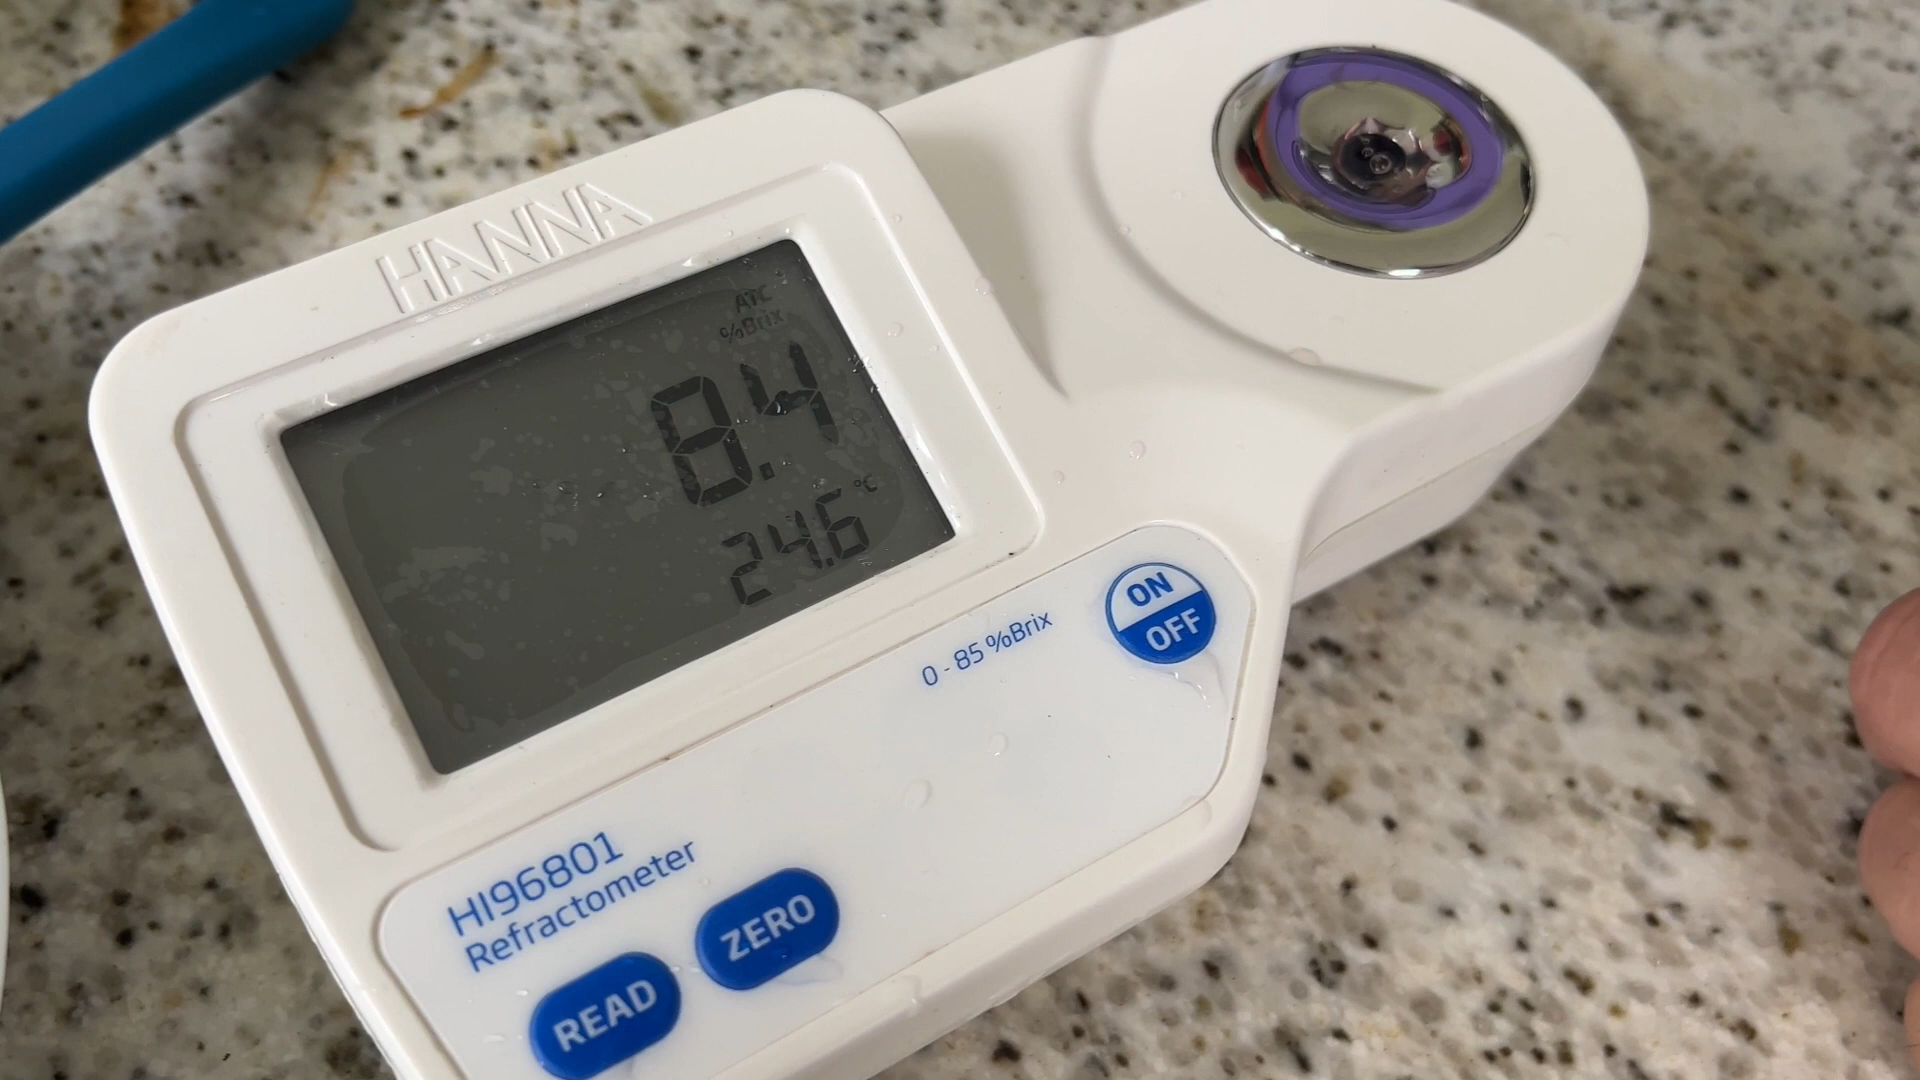 HANNA
ATC
%Brix
8.4
24.6 °C
0 - 85 %Brix
ON
OFF
HI96801
Refractometer
READ
ZERO